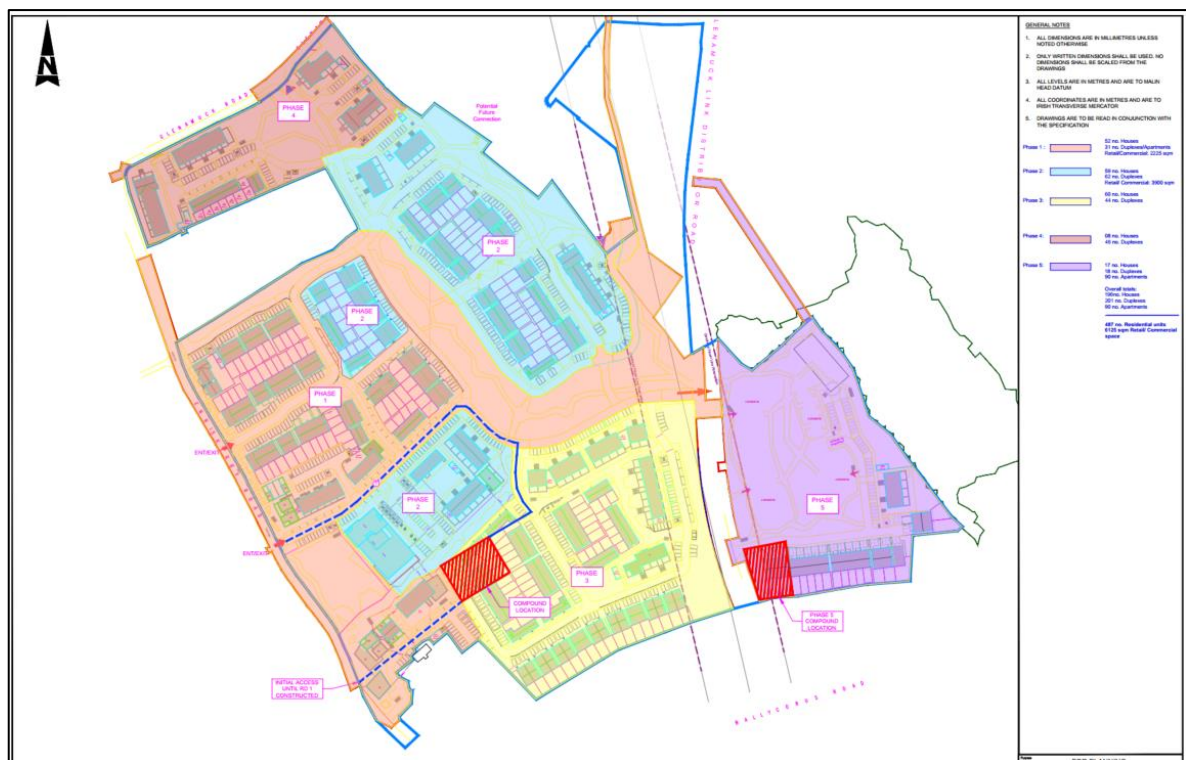 GENERAL NOTES
1. ALL DIMENSIONS ARE IN MILLIMETRES UNLESS
NOTED OTHERWISE
2. ONLY WRITTEN DIMENSIONS SHALL BE USED. NO
DIMENSIONS SHALL BE SCALED FROM THE
DRAWINGS
3. ALL LEVELS ARE IN METRES AND ARE TO MALIN
HEAD DATUM
4. ALL COORDINATES ARE IN METRES AND ARE TO
IRISH TRANSVERSE MERCATOR
5. DRAWINGS ARE TO BE READ IN CONJUNCTION WITH
THE SPECIFICATION
Phase 1 :
52 no. Houses
31 no. Duplexes/Apartments
Retail/Commercial: 2225 sqm
Phase 2:
59 no. Houses
62 no. Duplexes
Retail/ Commercial: 3900 sqm
Phase 3:
60 no. Houses
44 no. Duplexes
Phase 4:
08 no. Houses
Duplexes
Phase 5:
17 no. Houses
18 no. Duplexes
Apartments
Overall totals:
Houses
201 no. Duplexes
Apartments
487 no. Residential units
6125 sqm Retail/ Commercial
space
N
GLENAMUCK ROAD
PHASE
4
Potential
Future
Connection
PHASE
2
PHASE
2
PHASE
1
ENT/EXIT
PHASE
2
ENT/EXIT
PHASE
3
COMPOUND
LOCATION
PHASE
5
PHASE 5
COMPOUND
LOCATION
INITIAL ACCESS
UNTIL RD 1
CONSTRUCTED
BALLYCORUS ROAD